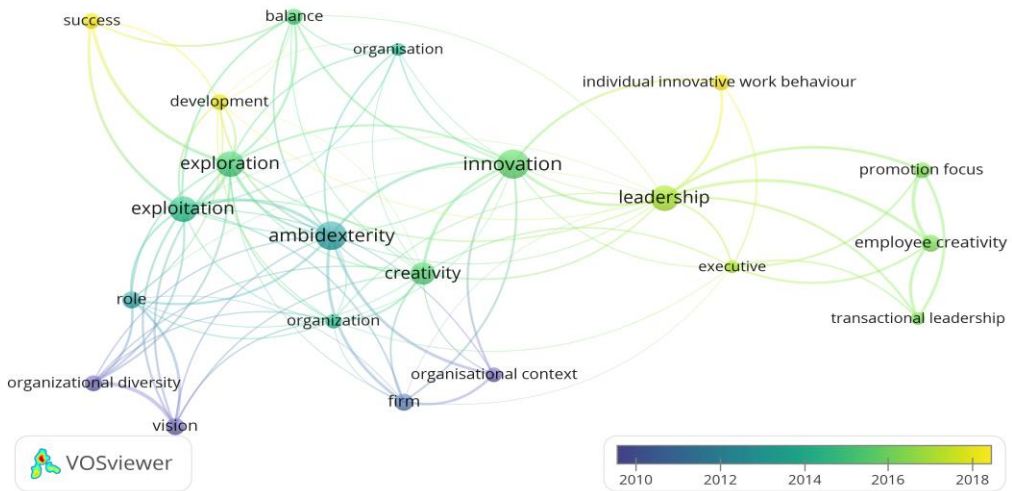 success
balance
organisation
individual innovative work behaviour
development
exploration
innovation
promotion focus
leadership
exploitation
ambidexterity
employee creativity
creativity
executive
role
organization
transactional leadership
organisational context
organizational diversity
firm
vision
VOSviewer
2010 2012 2014 2016 2018